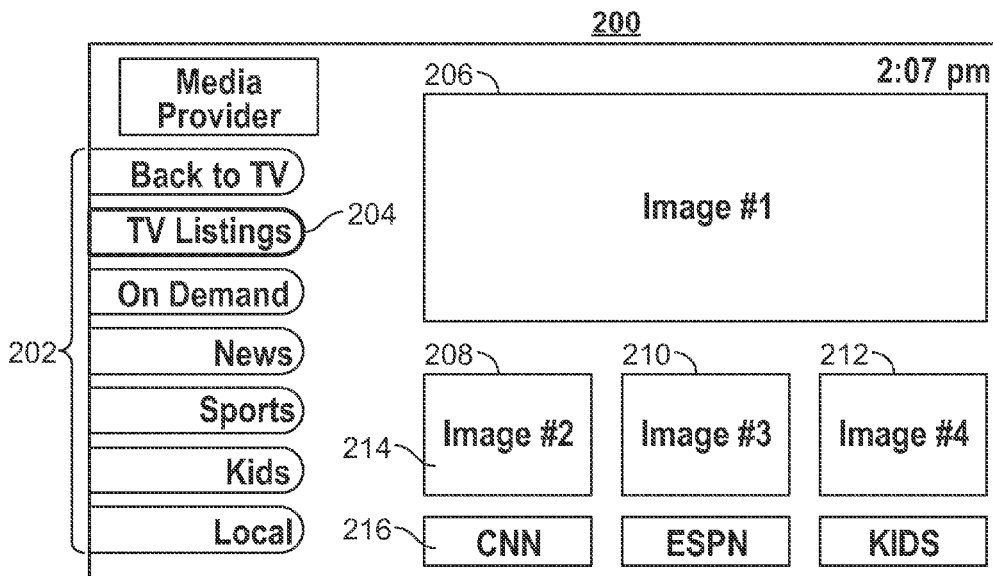 200
2:07 pm
Media
Provider
202
Back to TV
TV Listings
204
On Demand
News
Sports
Kids
Local
206
Image #1
208
210
212
Image #2
Image #3
Image #4
214
216
CNN
ESPN
KIDS